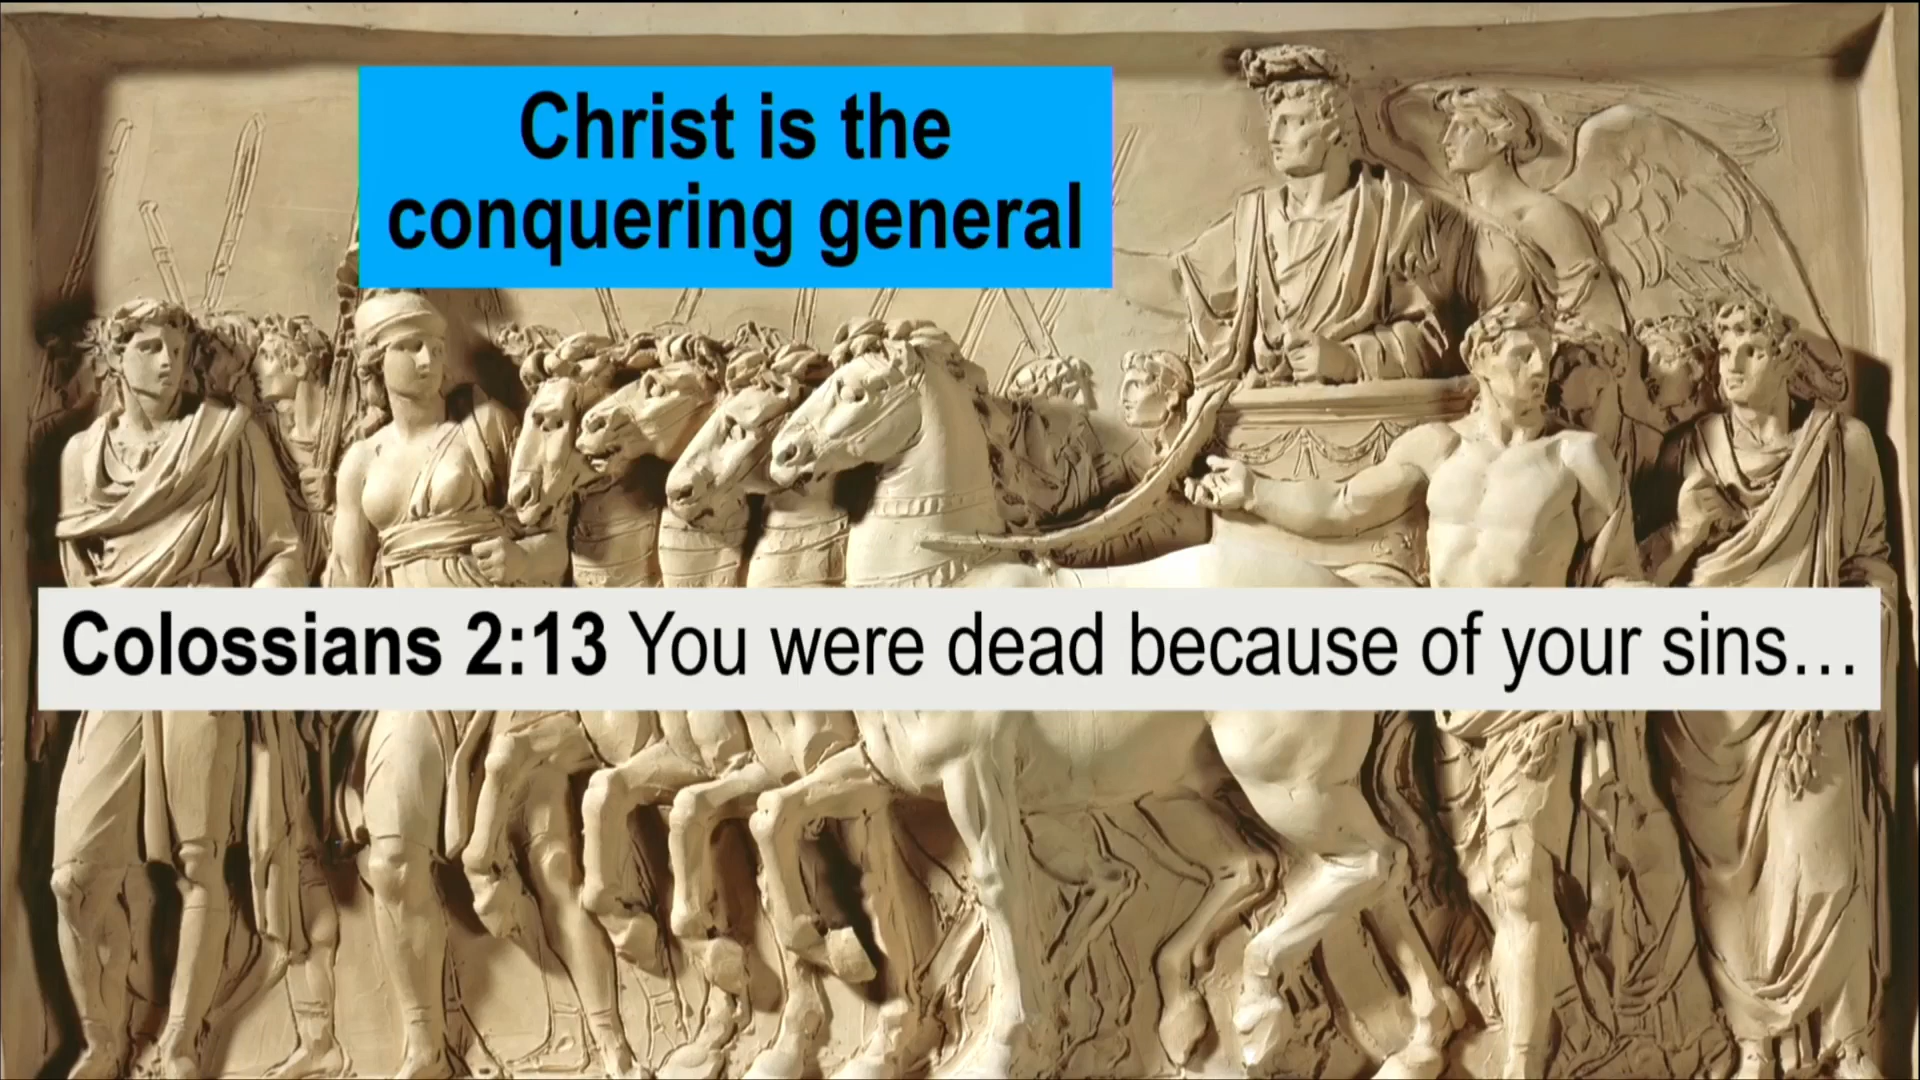 Christ is the
conquering general
Colossians 2:13 You were dead because of your sins…